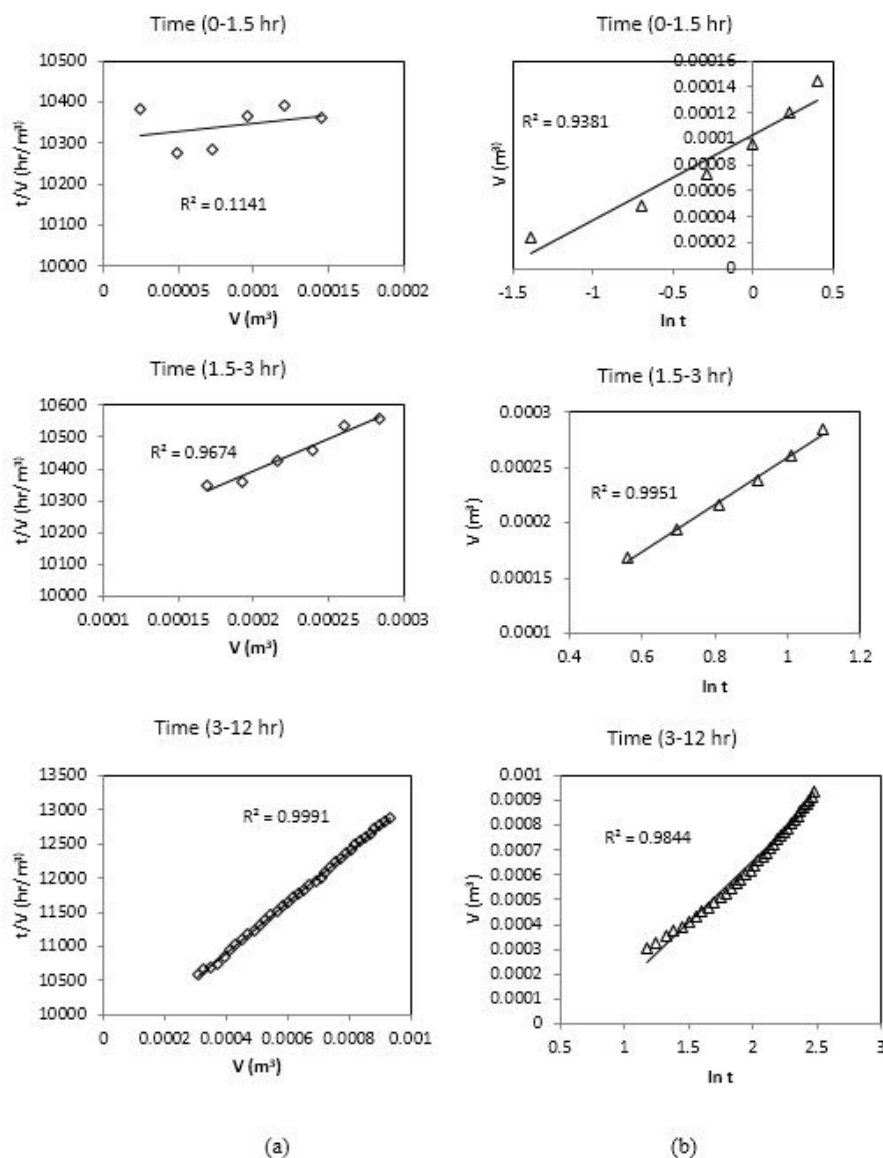 Time (0-1.5 hr)
10500
10400
10300
10200
10100
10000
t/V (hr/m³)
R² = 0.1141
0 0.00005 0.0001 0.00015 0.0002
V (m³)
Time (0-1.5 hr)
0.00016
0.00014
0.00012
0.0001
0.00008
0.00006
0.00004
0.00002
0
V (m³)
R² = 0.9381
-1.5 -1 -0.5 0 0.5
ln t
Time (1.5-3 hr)
10600
10500
10400
10300
10200
10100
10000
t/V (hr/m³)
R² = 0.9674
0.0001 0.00015 0.0002 0.00025 0.0003
V (m³)
Time (1.5-3 hr)
0.0003
0.00025
0.0002
0.00015
0.0001
V (m³)
R² = 0.9951
0.4 0.6 0.8 1 1.2
ln t
Time (3-12 hr)
13500
13000
12500
12000
11500
11000
10500
10000
t/V (hr/m³)
R² = 0.9991
0 0.0002 0.0004 0.0006 0.0008 0.001
V (m³)
Time (3-12 hr)
0.001
0.0009
0.0008
0.0007
0.0006
0.0005
0.0004
0.0003
0.0002
0.0001
0
V (m³)
R² = 0.9844
0.5 1 1.5 2 2.5 3
ln t
(a)
(b)